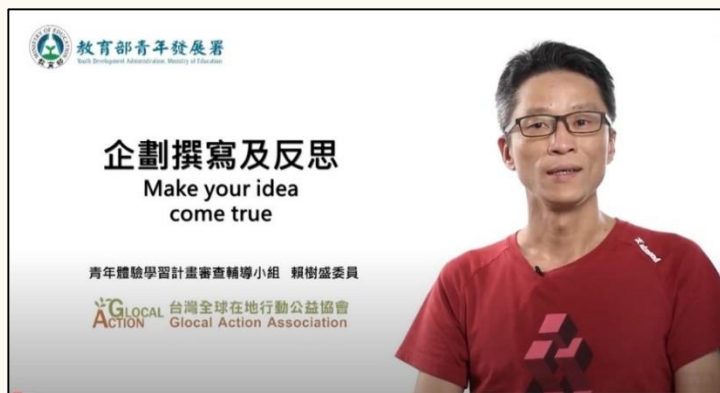 教育部青年發展署
Youth Development Administration, Ministry of Education
企劃撰寫及反思
Make your idea
come true
青年體驗學習計畫審查輔導小組 賴樹盛委員
GLOCAL ACTION
台灣全球在地行動公益協會
Glocal Action Association